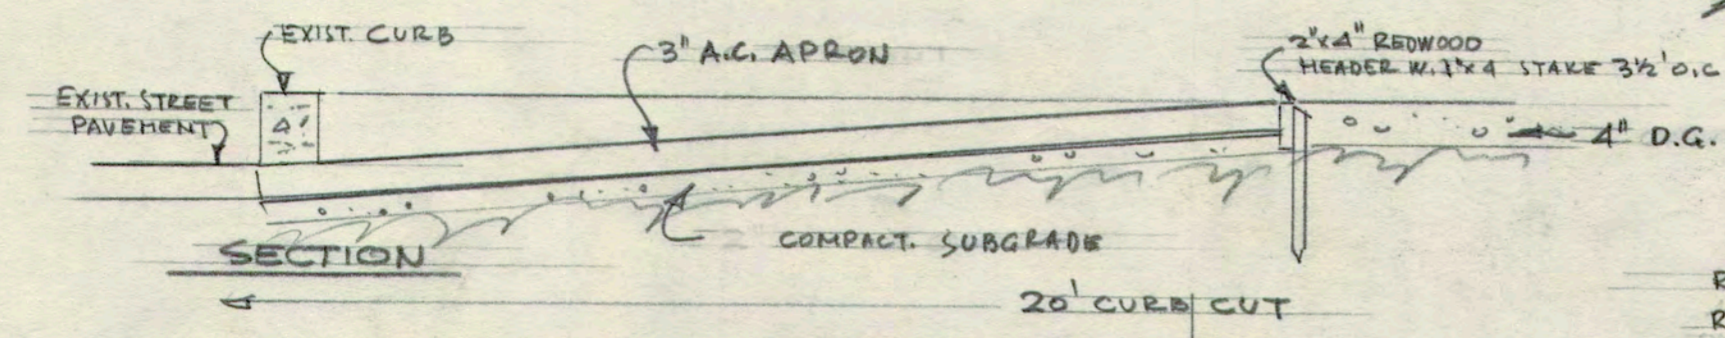 EXIST. CURB
3" A.C. APRON
2"x4" REDWOOD
HEADER W. 1"x4 STAKE 3½' O.C
EXIST. STREET
PAVEMENT
4" D.G.
COMPACT. SUBGRADE
SECTION
20' CURB CUT
R
R